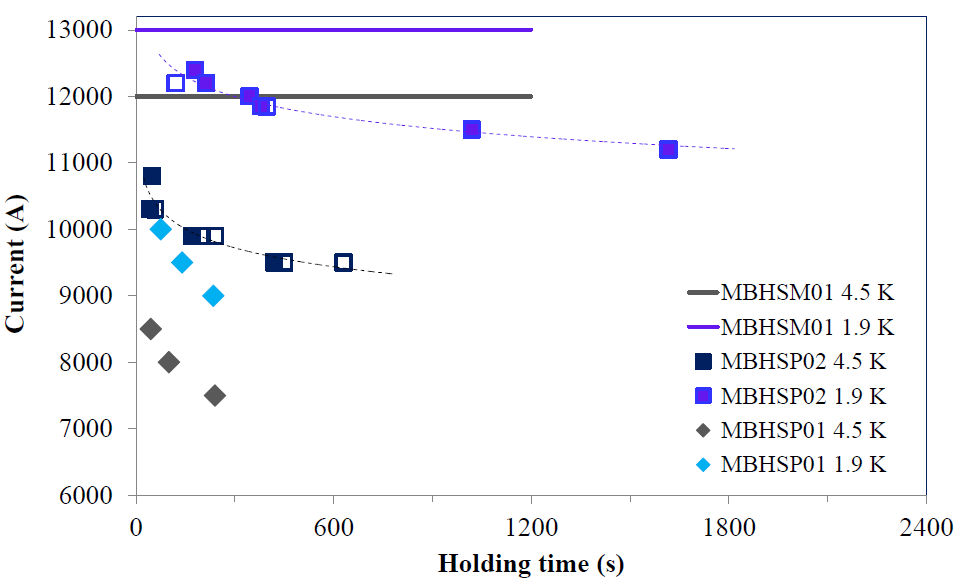 13000
12000
11000
10000
9000
8000
7000
6000
Current (A)
0
600
1200
1800
2400
Holding time (s)
MBHSM01 4.5 K
MBHSM01 1.9 K
MBHSP02 4.5 K
MBHSP02 1.9 K
MBHSP01 4.5 K
MBHSP01 1.9 K